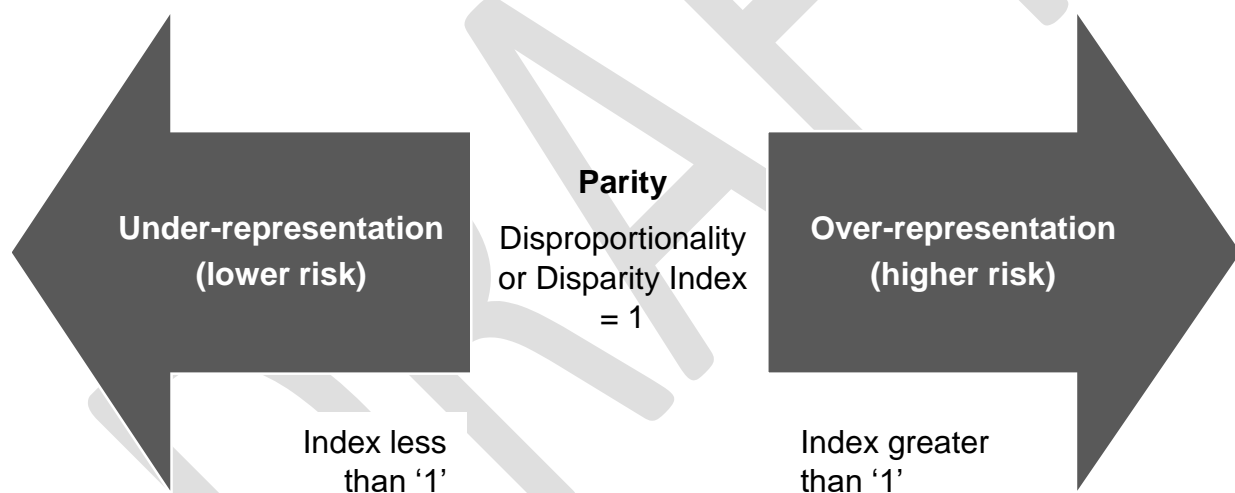 Under-representation
(lower risk)
Parity
Disproportionality
or Disparity Index
= 1
Over-representation
(higher risk)
Index less
than ‘1’
Index greater
than ‘1’